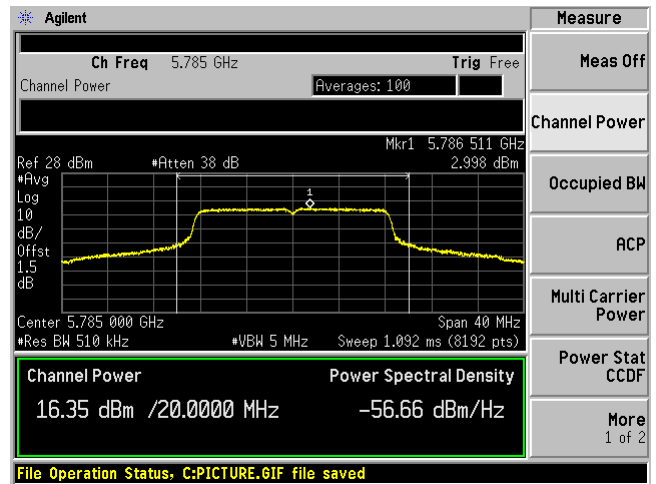 Agilent
Measure
Ch Freq 5.785 GHz Trig Free
Channel Power Averages: 100
Mkr1 5.786 511 GHz
Ref 28 dBm #Atten 38 dB 2.998 dBm
#Avg
Log
10
dB/
Offst
1.5
dB
1
Center 5.785 000 GHz Span 40 MHz
#Res BW 510 kHz #VBW 5 MHz Sweep 1.092 ms (8192 pts)
Channel Power Power Spectral Density
16.35 dBm /20.0000 MHz -56.66 dBm/Hz
Meas Off
Channel Power
Occupied BW
ACP
Multi Carrier
Power
Power Stat
CCDF
More
1 of 2
File Operation Status, C:PICTURE.GIF file saved